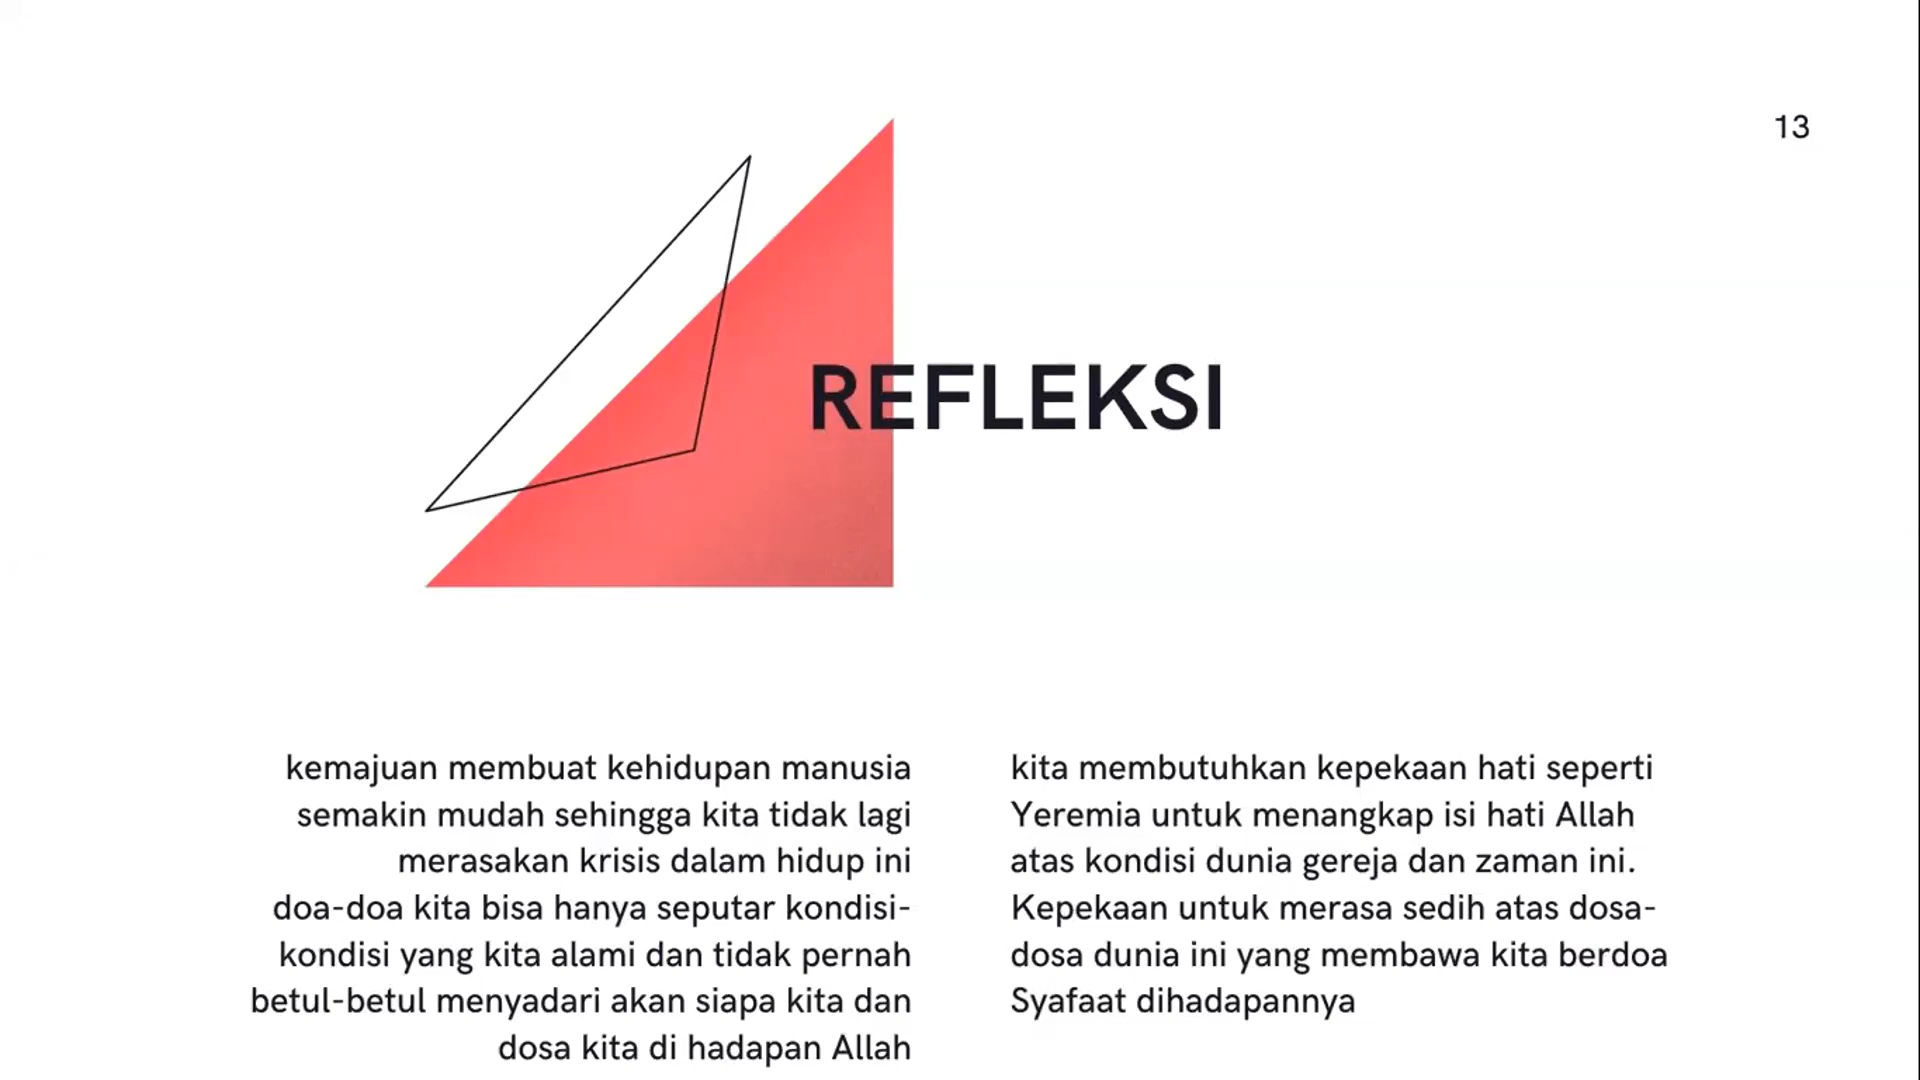 13
REFLEKSI
kemajuan membuat kehidupan manusia
semakin mudah sehingga kita tidak lagi
merasakan krisis dalam hidup ini
doa-doa kita bisa hanya seputar kondisi-
kondisi yang kita alami dan tidak pernah
betul-betul menyadari akan siapa kita dan
dosa kita di hadapan Allah
kita membutuhkan kepekaan hati seperti
Yeremia untuk menangkap isi hati Allah
atas kondisi dunia gereja dan zaman ini.
Kepekaan untuk merasa sedih atas dosa-
dosa dunia ini yang membawa kita berdoa
Syafaat dihadapannya